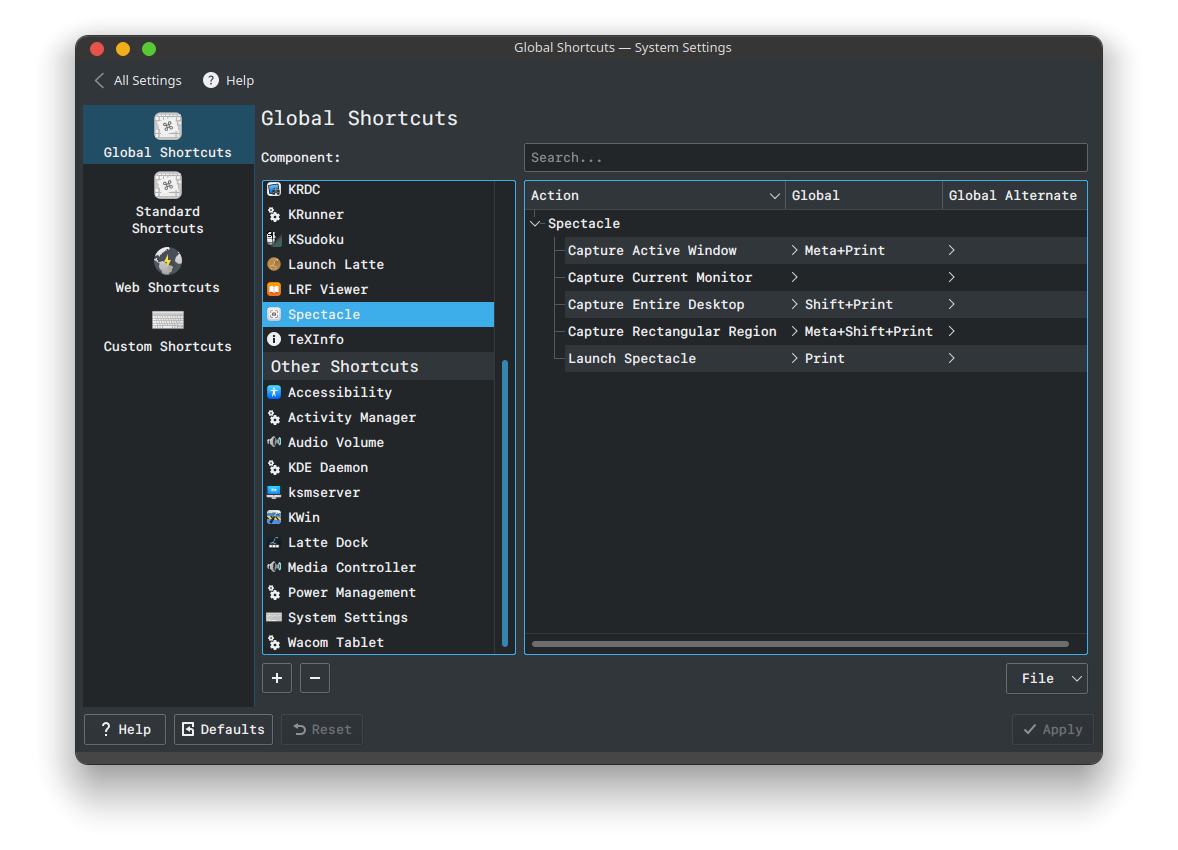 Global Shortcuts — System Settings
All Settings
? Help
Global Shortcuts
Standard
Shortcuts
Web Shortcuts
Custom Shortcuts
Global Shortcuts
Component:
Search...
KRDC
KRunner
KSudoku
Launch Latte
LRF Viewer
Spectacle
TeXInfo
Other Shortcuts
Accessibility
Activity Manager
Audio Volume
KDE Daemon
ksmserver
KWin
Latte Dock
Media Controller
Power Management
System Settings
Wacom Tablet
Action Global Global Alternate
Spectacle
Capture Active Window Meta+Print
Capture Current Monitor
Capture Entire Desktop Shift+Print
Capture Rectangular Region Meta+Shift+Print
Launch Spectacle Print
+ −
File
? Help Defaults Reset Apply